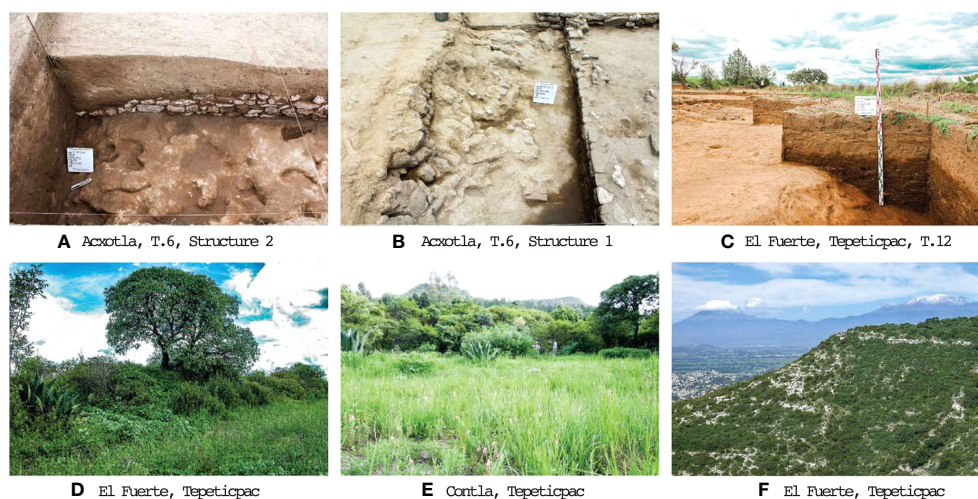 A Acxotla, T.6, Structure 2
B Acxotla, T.6, Structure 1
C El Fuerte, Tepeticpac, T.12
D El Fuerte, Tepeticpac
E Contla, Tepeticpac
F El Fuerte, Tepeticpac